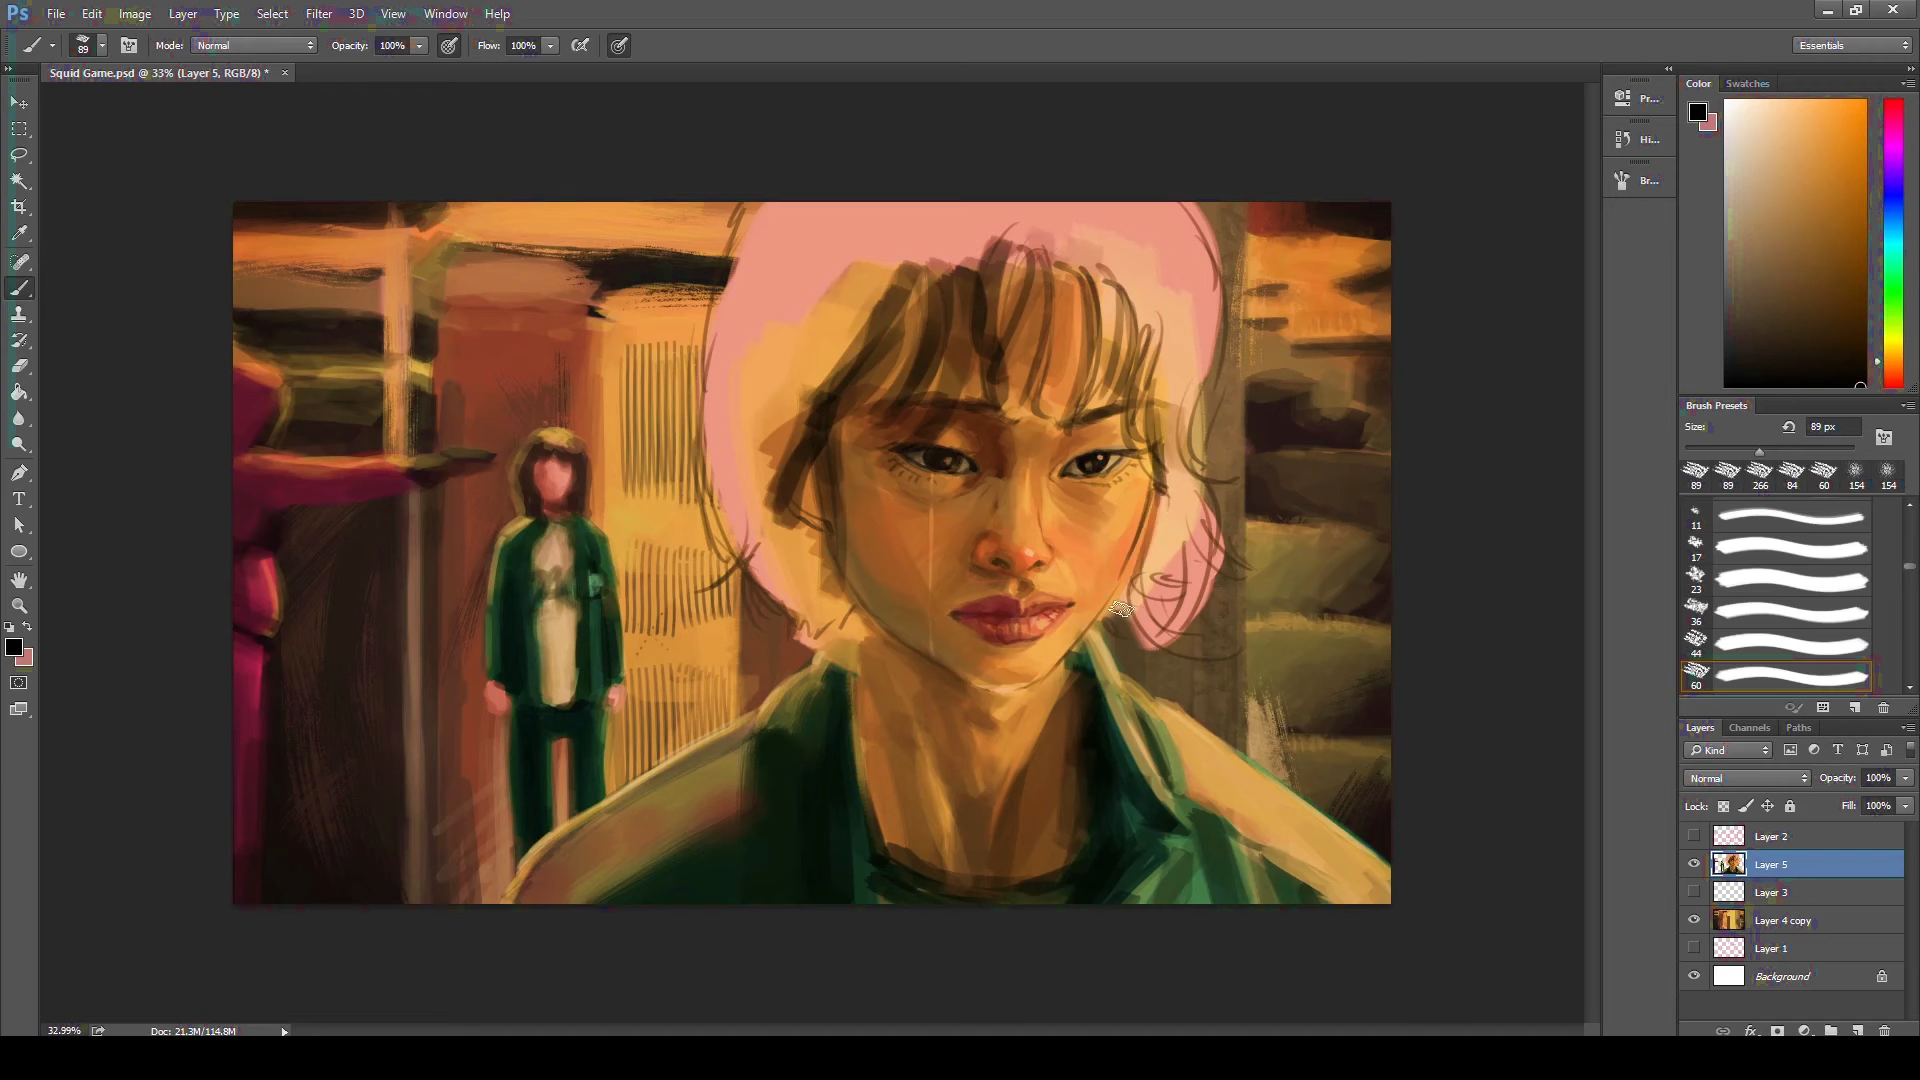 Ps File Edit Image Layer Type Select Filter 3D View Window Help
89 Mode: Normal Opacity: 100% Flow: 100% Essentials
Squid Game.psd @ 33% (Layer 5, RGB/8) * ×
Color Swatches
Pr...
Hi...
Br...
Brush Presets
Size: 89 px
89 89 266 84 60 154 154
11
17
23
36
44
60
Layers Channels Paths
Kind
Normal Opacity: 100%
Lock: Fill: 100%
Layer 2
Layer 5
Layer 3
Layer 4 copy
Layer 1
Background
fx
32.99% Doc: 21.3M/114.8M